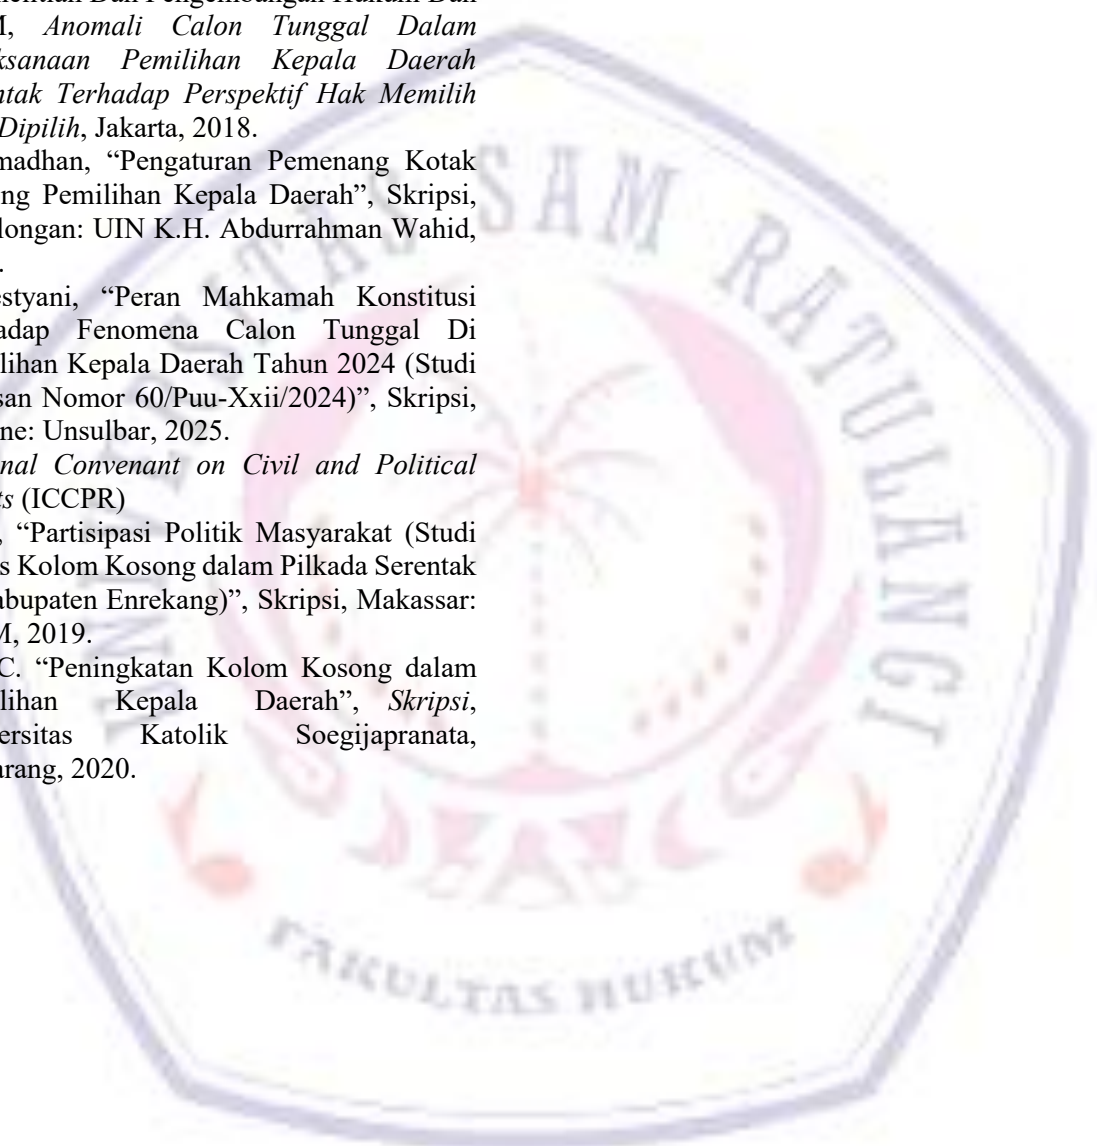 M, Anomali Calon Tunggal Dalam
ksanaan Pemilihan Kepala Daerah
ntak Terhadap Perspektif Hak Memilih
Dipilih, Jakarta, 2018.
madhan, “Pengaturan Pemenang Kotak
ng Pemilihan Kepala Daerah”, Skripsi,
longan: UIN K.H. Abdurrahman Wahid,
.
estyani, “Peran Mahkamah Konstitusi
adap Fenomena Calon Tunggal Di
lihan Kepala Daerah Tahun 2024 (Studi
san Nomor 60/Puu-Xxii/2024)”, Skripsi,
ne: Unsulbar, 2025.
nal Convenant on Civil and Political
ts (ICCPR)
, “Partisipasi Politik Masyarakat (Studi
s Kolom Kosong dalam Pilkada Serentak
abupaten Enrekang)”, Skripsi, Makassar:
M, 2019.
C. “Peningkatan Kolom Kosong dalam
lihan Kepala Daerah”, Skripsi,
ersitas Katolik Soegijapranata,
arang, 2020.
SAM RATULANGI
FAKULTAS HUKUM